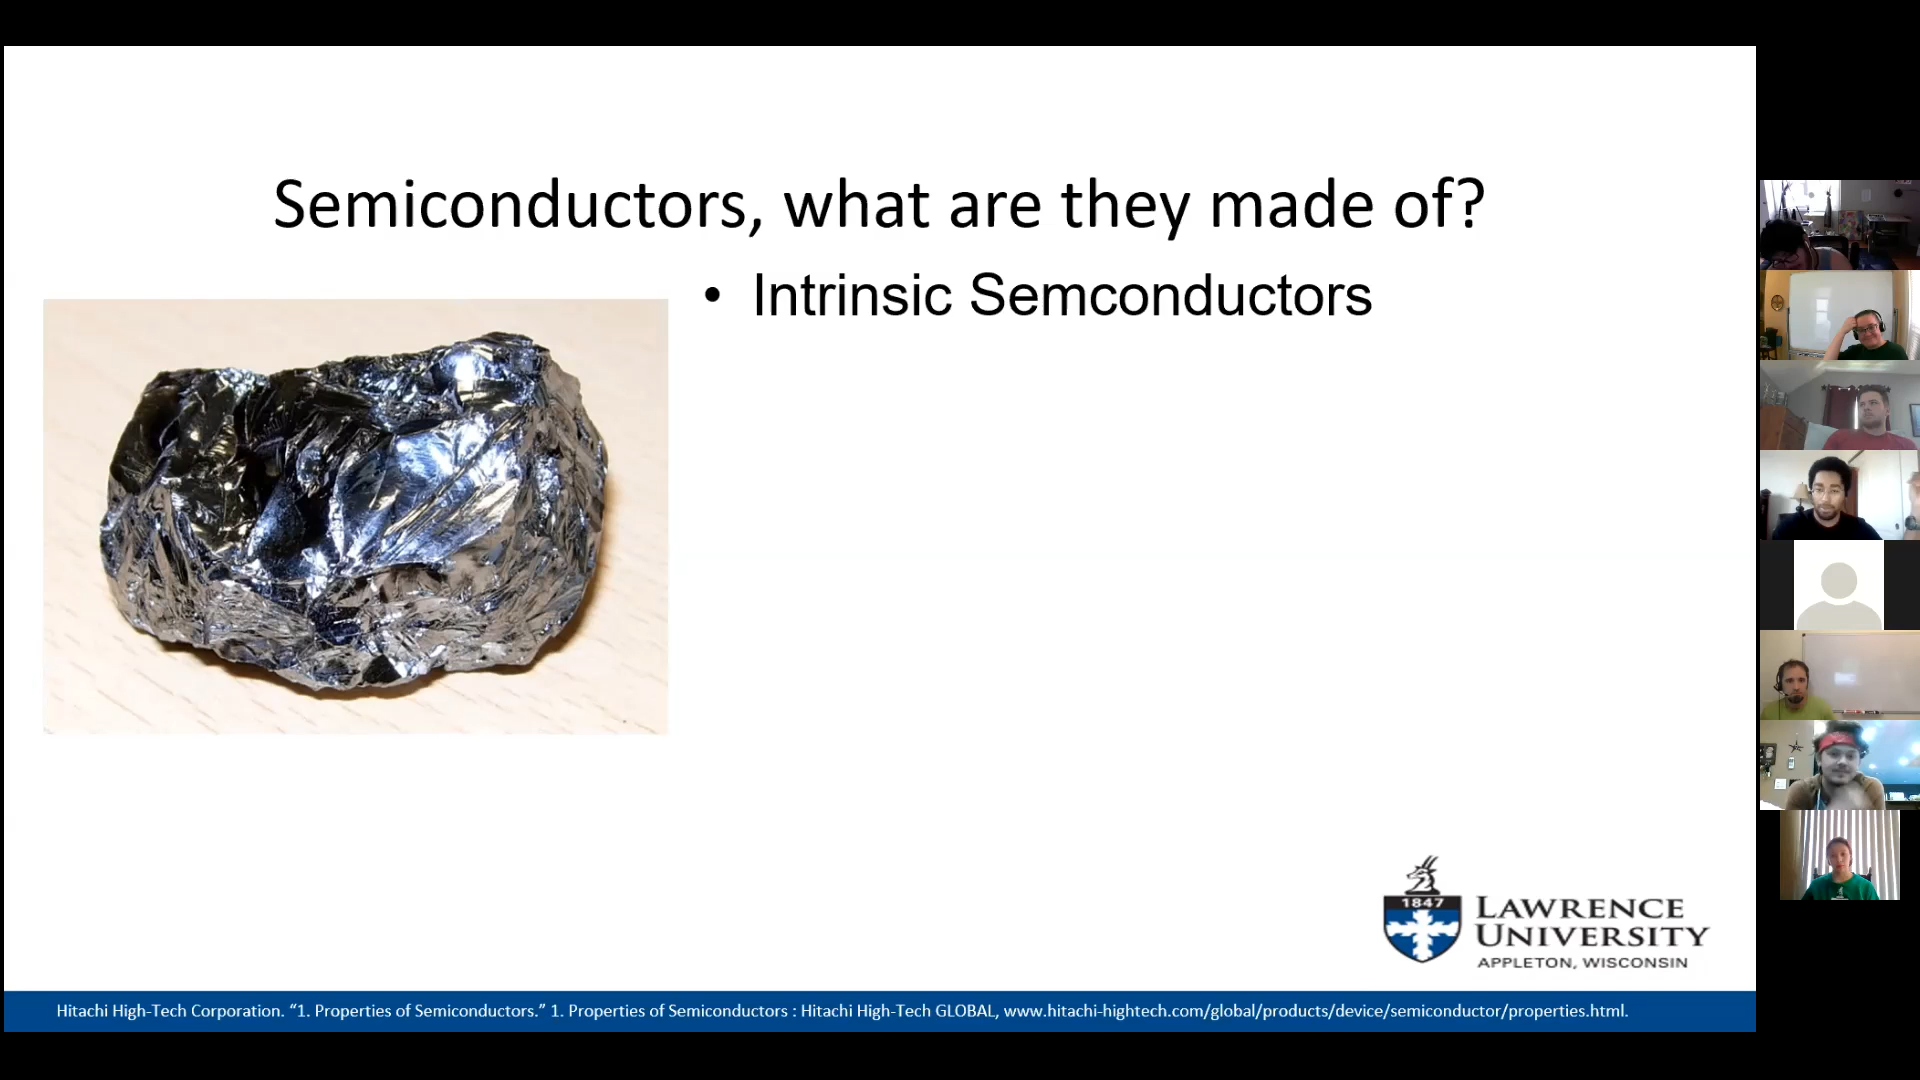 Semiconductors, what are they made of?
• Intrinsic Semconductors
1847
LAWRENCE
UNIVERSITY
APPLETON, WISCONSIN
Hitachi High-Tech Corporation. “1. Properties of Semiconductors.” 1. Properties of Semiconductors : Hitachi High-Tech GLOBAL, www.hitachi-hightech.com/global/products/device/semiconductor/properties.html.